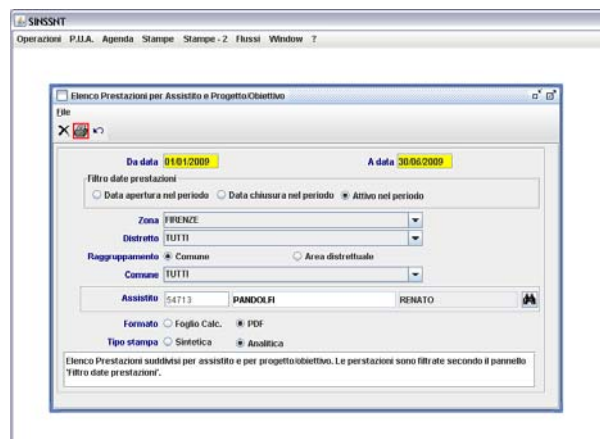 SINSSNT
Operazioni P.U.A. Agenda Stampe Stampe - 2 Flussi Window ?
Elenco Prestazioni per Assistito e Progetto/Obiettivo
File
Da data 01/01/2009 A data 30/06/2009
Filtro date prestazioni
Data apertura nel periodo Data chiusura nel periodo Attivo nel periodo
Zona FIRENZE
Distretto TUTTI
Raggruppamento Comune Area distrettuale
Comune TUTTI
Assistito 54713 PANDOLFI RENATO
Formato Foglio Calc. PDF
Tipo stampa Sintetica Analitica
Elenco Prestazioni suddivisi per assistito e per progetto/obiettivo. Le perstazioni sono filtrate secondo il pannello
'Filtro date prestazioni'.